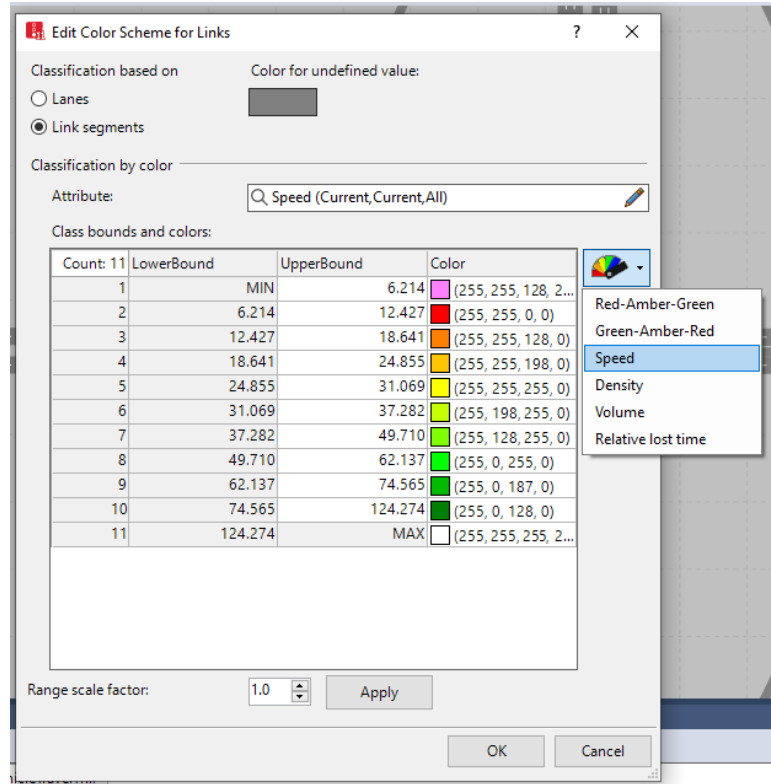 Edit Color Scheme for Links ? X
Classification based on Color for undefined value:
Lanes
Link segments
Classification by color
Attribute: Speed (Current,Current,All)
Class bounds and colors:
Count: 11 LowerBound UpperBound Color
1 MIN 6.214 (255, 255, 128, 2...
2 6.214 12.427 (255, 255, 0, 0)
3 12.427 18.641 (255, 255, 128, 0)
4 18.641 24.855 (255, 255, 198, 0)
5 24.855 31.069 (255, 255, 255, 0)
6 31.069 37.282 (255, 198, 255, 0)
7 37.282 49.710 (255, 128, 255, 0)
8 49.710 62.137 (255, 0, 255, 0)
9 62.137 74.565 (255, 0, 187, 0)
10 74.565 124.274 (255, 0, 128, 0)
11 124.274 MAX (255, 255, 255, 2...
Red-Amber-Green
Green-Amber-Red
Speed
Density
Volume
Relative lost time
Range scale factor: 1.0 Apply
OK Cancel